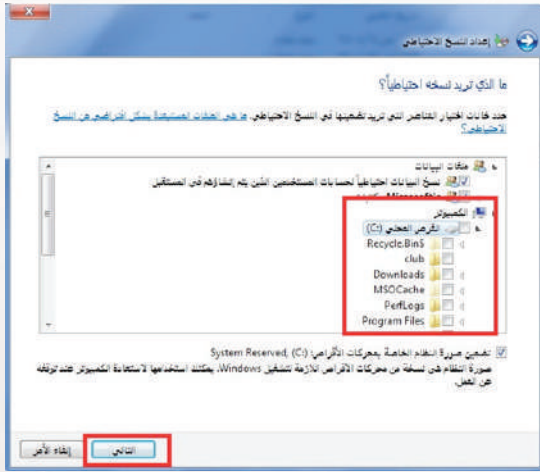 إعداد النسخ الاحتياطي
ما الذي تريد نسخه احتياطياً؟
حدد خانات اختيار العناصر التي تريد تضمينها في النسخ الاحتياطي. ما هي الملفات المستبعدة بشكل افتراضي من النسخ
الاحتياطي؟
ملفات البيانات
نسخ البيانات احتياطياً لحسابات المستخدمين الذين يتم إنشاؤهم في المستقبل
الكمبيوتر
القرص المحلي (C:)
Recycle.Bin$
club
Downloads
MSOCache
PerfLogs
Program Files
تضمين صورة النظام الخاصة بمحركات الأقراص: System Reserved, (C:)
صورة النظام هي نسخة من محركات الأقراص اللازمة لتشغيل Windows. يمكنك استخدامها لاستعادة الكمبيوتر عند توقفه
عن العمل.
التالي
إلغاء الأمر